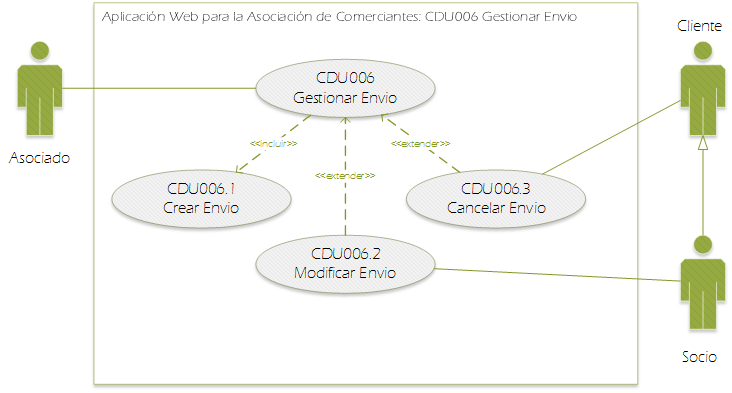 Aplicación Web para la Asociación de Comerciantes: CDU006 Gestionar Envio
Cliente
CDU006
Gestionar Envio
Asociado
<<incluir>>
<<extender>>
<<extender>>
CDU006.1
Crear Envio
CDU006.3
Cancelar Envio
CDU006.2
Modificar Envio
Socio